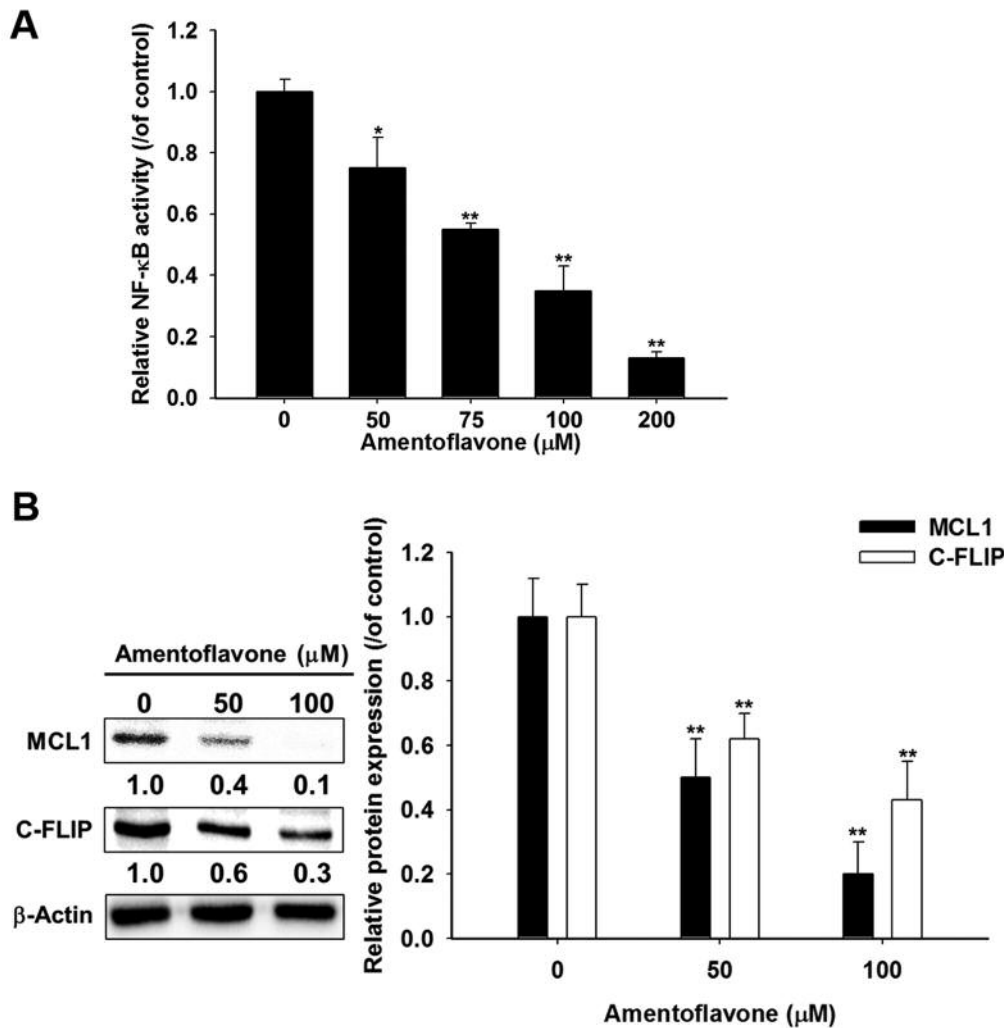 A
Relative NF-κB activity (/of control)
1.2
1.0
0.8
0.6
0.4
0.2
0.0
*
**
**
**
0 50 75 100 200
Amentoflavone (μM)
B
Amentoflavone (μM)
0 50 100
MCL1
1.0 0.4 0.1
C-FLIP
1.0 0.6 0.3
β-Actin
MCL1
C-FLIP
Relative protein expression (/of control)
1.2
1.0
0.8
0.6
0.4
0.2
0.0
** **
** **
0 50 100
Amentoflavone (μM)